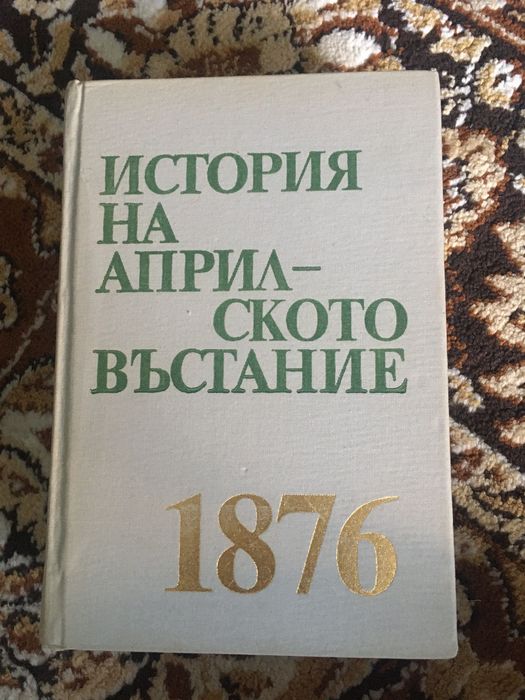 ИСТОРИЯ
НА
АПРИЛ–
СКОТО
ВЪСТАНИЕ
1876